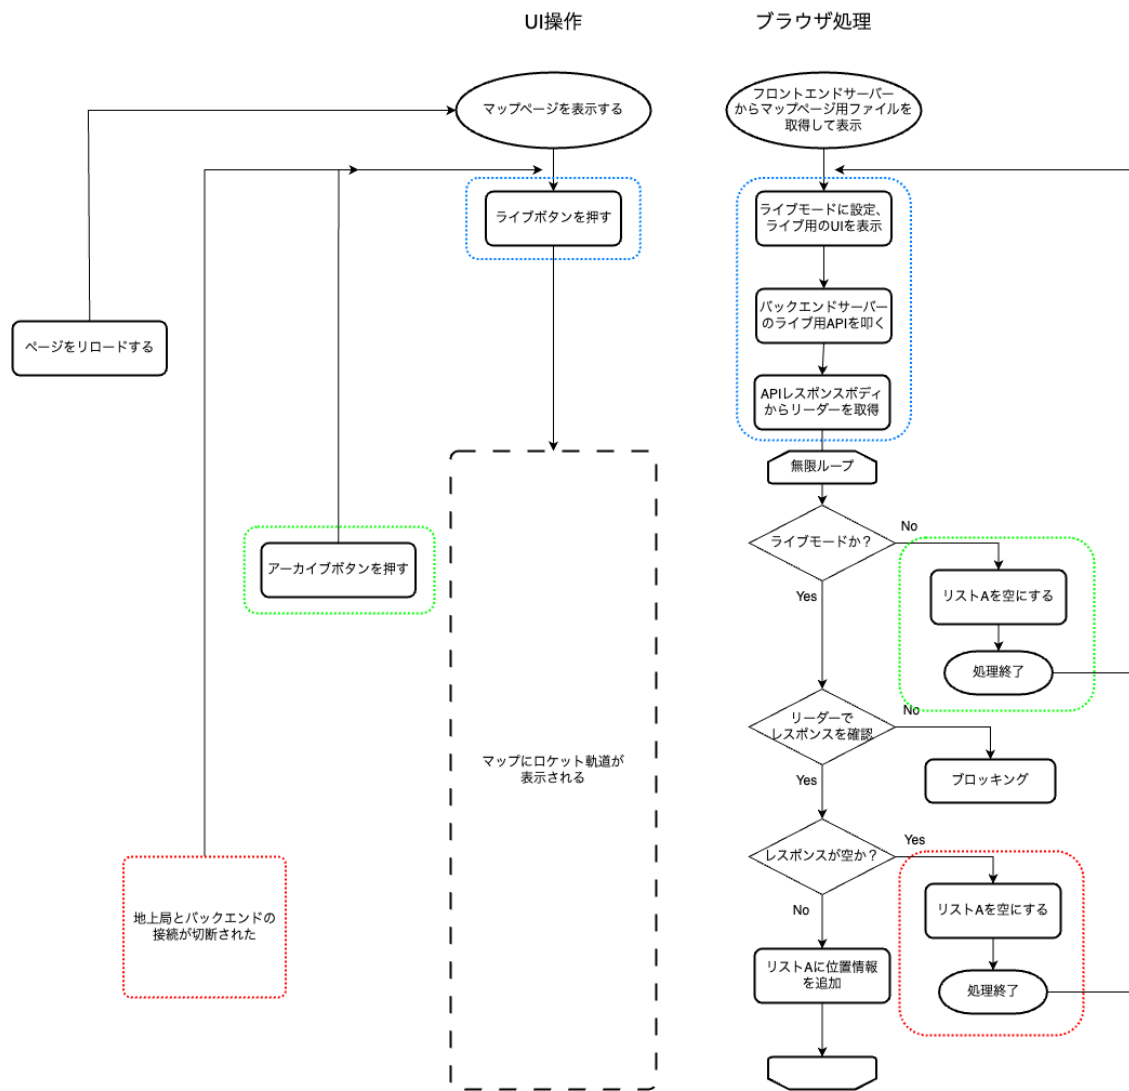 UI操作
ブラウザ処理
マップページを表示する
フロントエンドサーバー
からマップページ用ファイルを
取得して表示
ライブボタンを押す
ライブモードに設定、
ライブ用のUIを表示
バックエンドサーバー
のライブ用APIを叩く
ページをリロードする
APIレスポンスボディ
からリーダーを取得
無限ループ
ライブモードか？
No
アーカイブボタンを押す
Yes
リストAを空にする
処理終了
リーダーで
レスポンスを確認
No
マップにロケット軌道が
表示される
Yes
ブロッキング
レスポンスが空か？
Yes
地上局とバックエンドの
接続が切断された
No
リストAを空にする
リストAに位置情報
を追加
処理終了